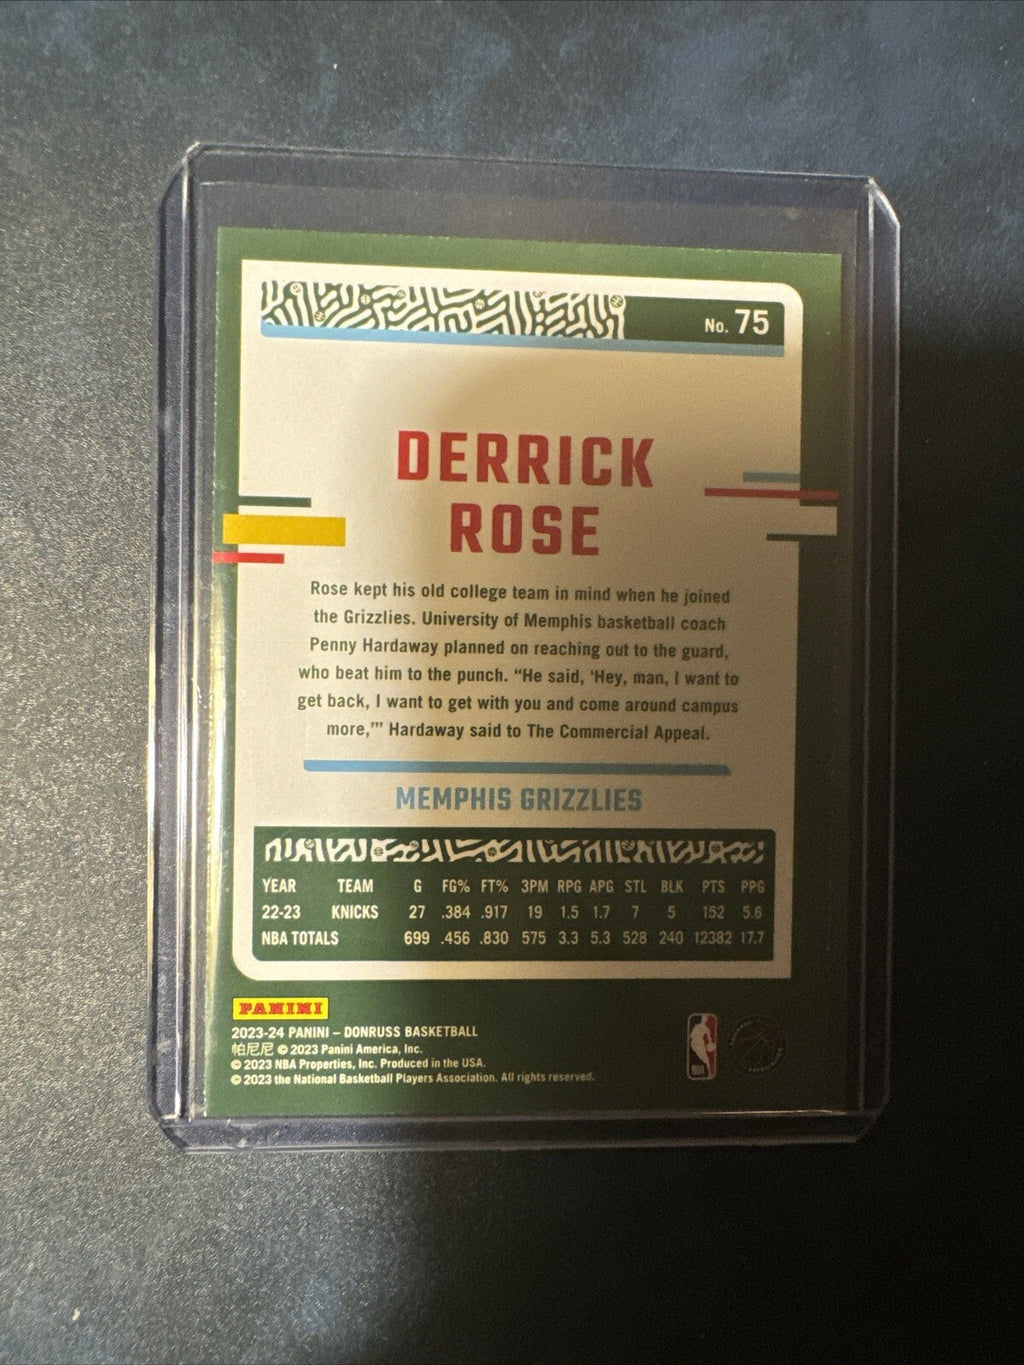 No. 75
DERRICK
ROSE
Rose kept his old college team in mind when he joined
the Grizzlies. University of Memphis basketball coach
Penny Hardaway planned on reaching out to the guard,
who beat him to the punch. “He said, ‘Hey, man, I want to
get back, I want to get with you and come around campus
more,’” Hardaway said to The Commercial Appeal.
MEMPHIS GRIZZLIES
YEAR TEAM G FG% FT% 3PM RPG APG STL BLK PTS PPG
22-23 KNICKS 27 .384 .917 19 1.5 1.7 7 5 152 5.6
NBA TOTALS 699 .456 .830 575 3.3 5.3 528 240 12382 17.7
PANINI
2023-24 PANINI – DONRUSS BASKETBALL
帕尼尼 © 2023 Panini America, Inc.
© 2023 NBA Properties, Inc. Produced in the USA.
© 2023 the National Basketball Players Association. All rights reserved.